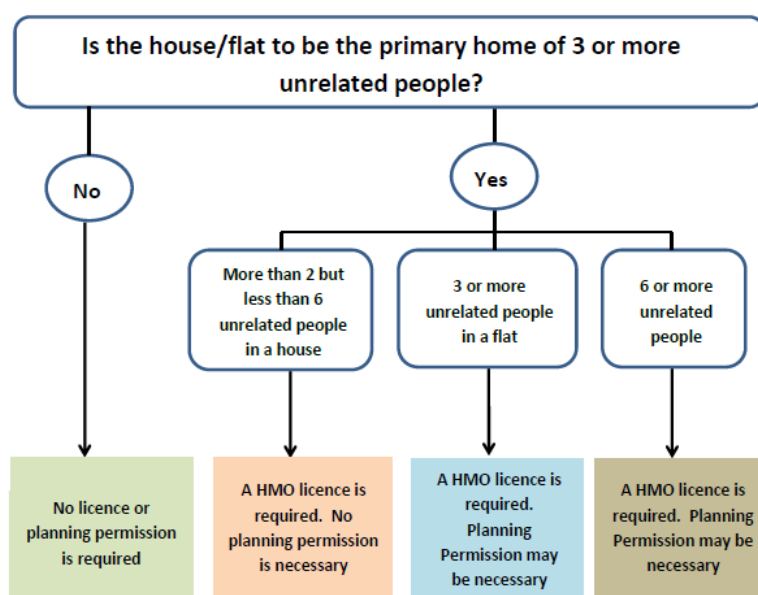 Is the house/flat to be the primary home of 3 or more
unrelated people?
No
Yes
More than 2 but
less than 6
unrelated people
in a house
3 or more
unrelated people
in a flat
6 or more
unrelated
people
No licence or
planning permission
is required
A HMO licence is
required. No
planning permission
is necessary
A HMO licence is
required.
Planning
Permission may
be necessary
A HMO licence is
required. Planning
Permission may be
necessary